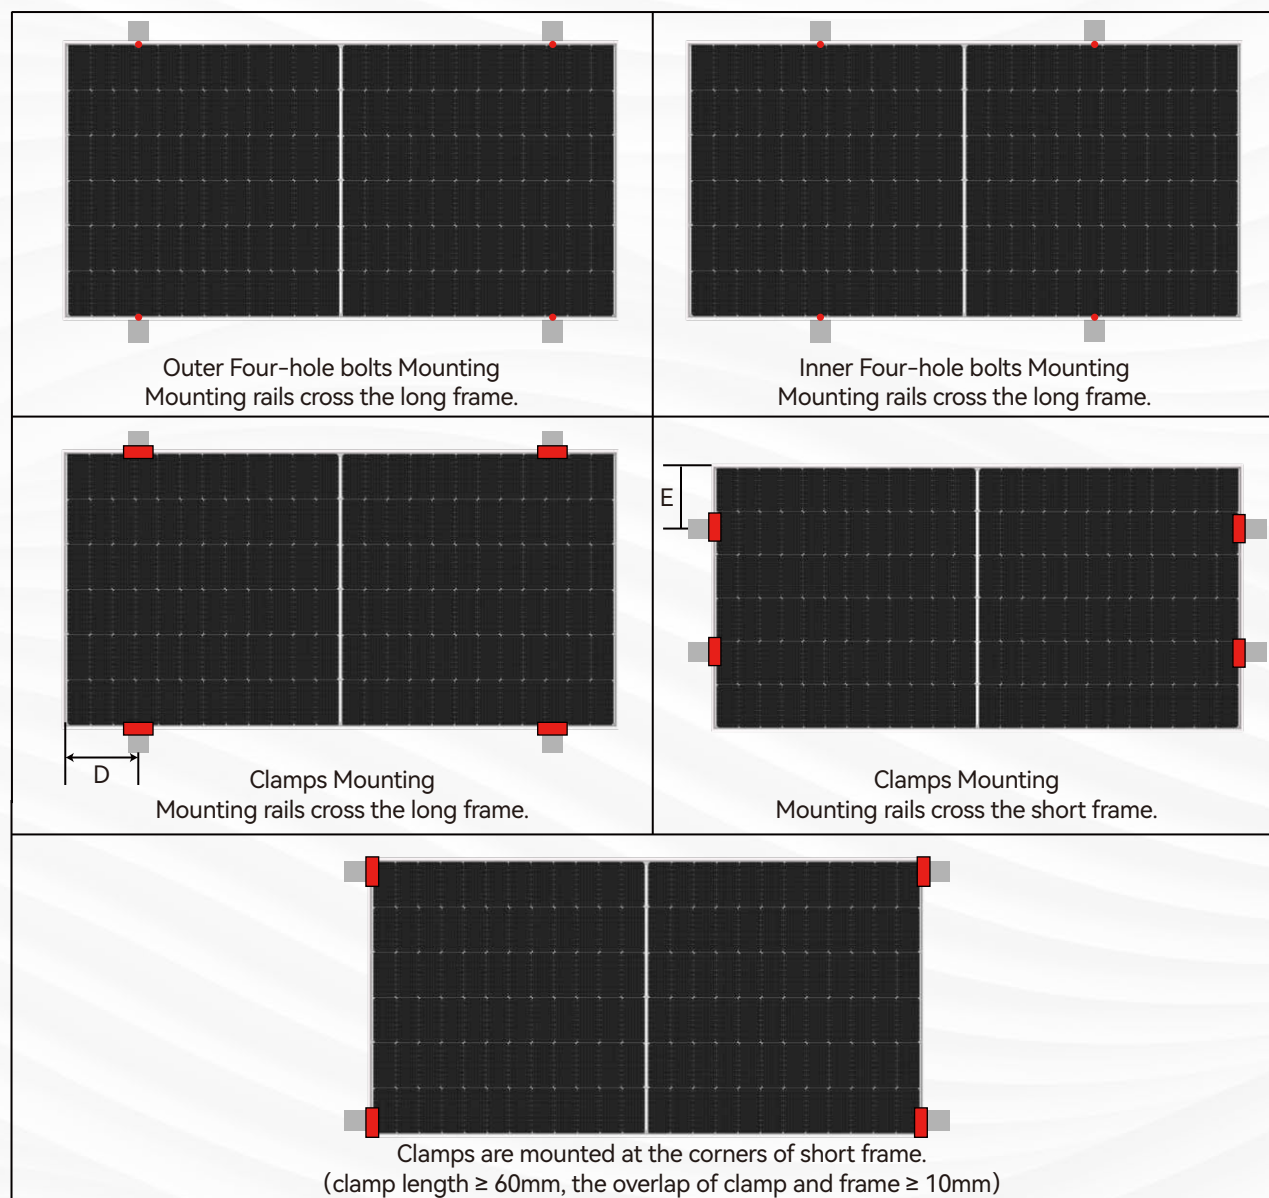 Outer Four-hole bolts Mounting
Mounting rails cross the long frame.
Inner Four-hole bolts Mounting
Mounting rails cross the long frame.
D
Clamps Mounting
Mounting rails cross the long frame.
E
Clamps Mounting
Mounting rails cross the short frame.
Clamps are mounted at the corners of short frame.
(clamp length ≥ 60mm, the overlap of clamp and frame ≥ 10mm)